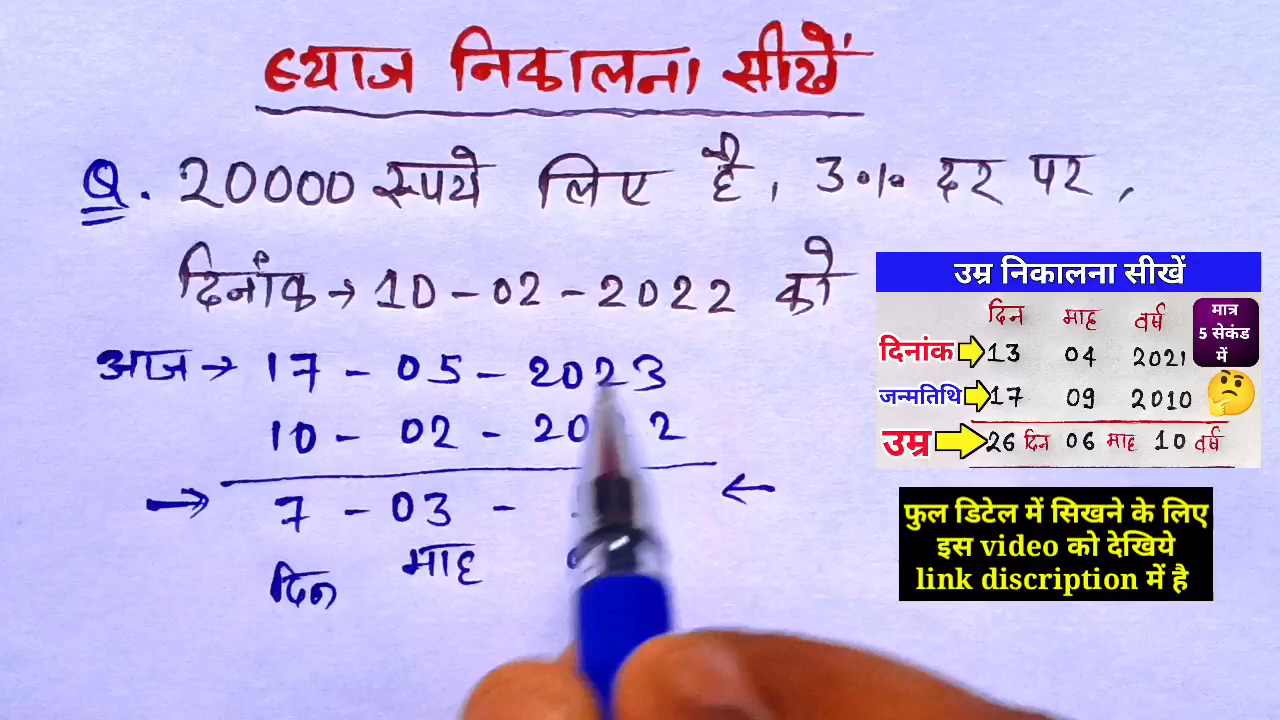 ब्याज निकालना सीखें
Q. 20000 रुपये लिए है, 3% दर पर,
दिनांक → 10-02-2022 को
आज → 17 - 05 - 2023
10 - 02 - 20 2
→ 7 - 03 - ←
दिन माह
उम्र निकालना सीखें
दिन माह वर्ष
मात्र
5 सेकंड
में
दिनांक 13 04 2021
जन्मतिथि 17 09 2010
उम्र 26 दिन 06 माह 10 वर्ष
फुल डिटेल में सिखने के लिए
इस video को देखिये
link discription में है